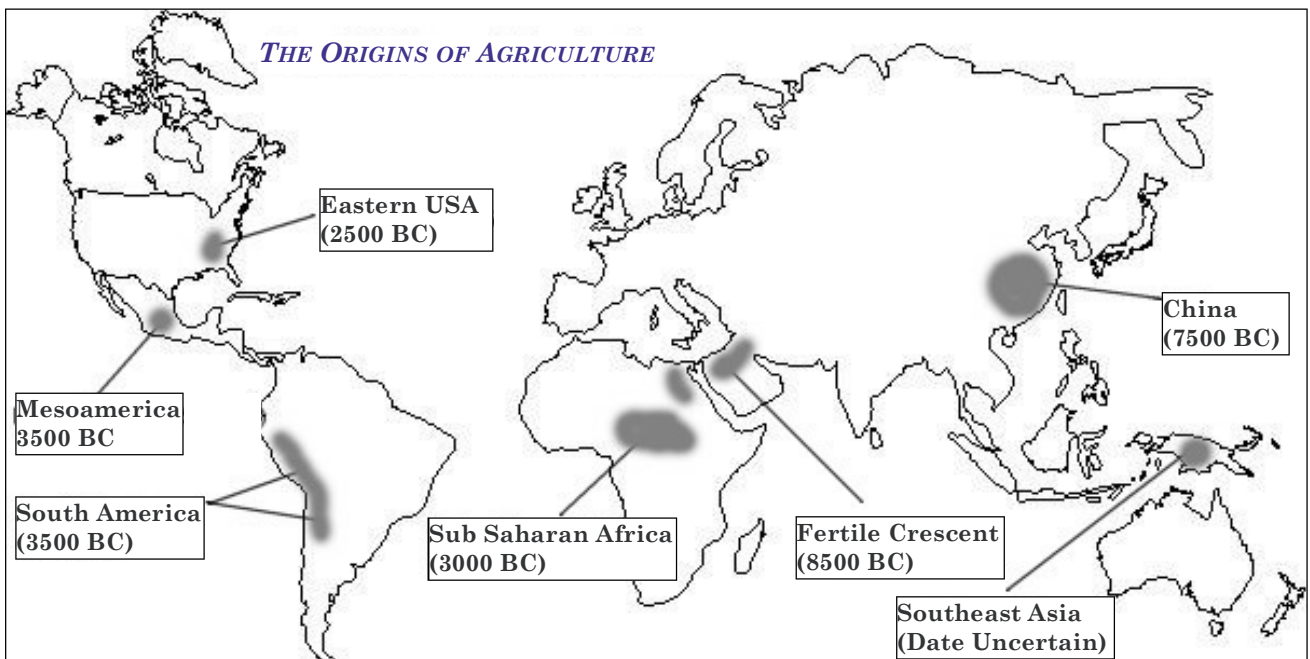 THE ORIGINS OF AGRICULTURE
Eastern USA
(2500 BC)
China
(7500 BC)
Mesoamerica
3500 BC
South America
(3500 BC)
Sub Saharan Africa
(3000 BC)
Fertile Crescent
(8500 BC)
Southeast Asia
(Date Uncertain)